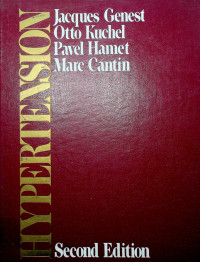 HYPERTENSION
Jacques Genest
Otto Kuchel
Pavel Hamet
Marc Cantin
Second Edition